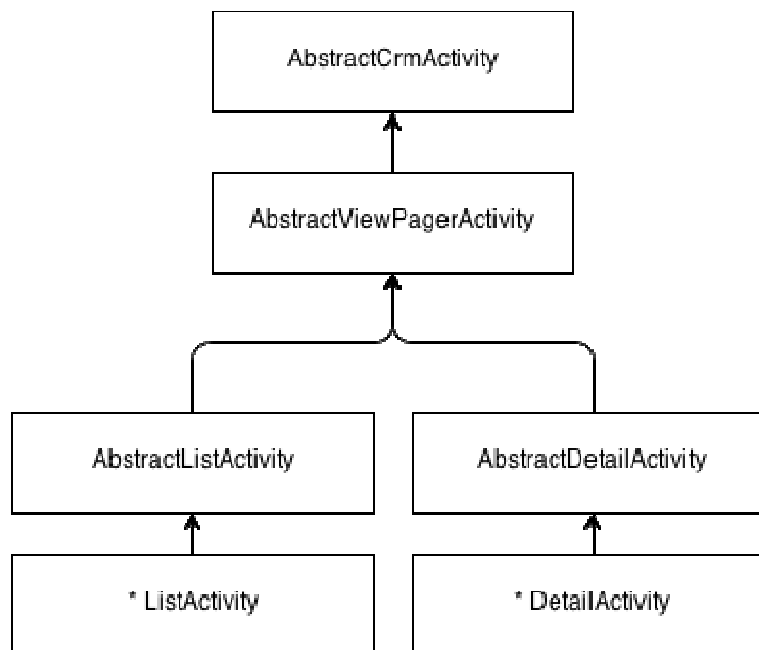 AbstractCrmActivity
AbstractViewPagerActivity
AbstractListActivity
AbstractDetailActivity
* ListActivity
* DetailActivity